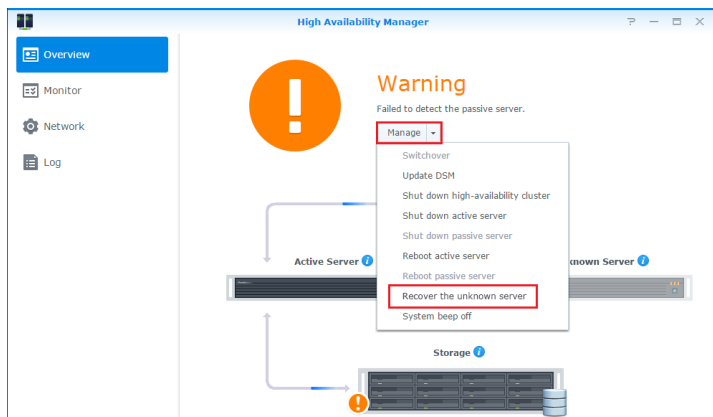 High Availability Manager
Overview
Monitor
Network
Log
Warning
Failed to detect the passive server.
Manage
Switchover
Update DSM
Shut down high-availability cluster
Shut down active server
Shut down passive server
Reboot active server
Reboot passive server
Recover the unknown server
System beep off
Active Server
known Server
Storage